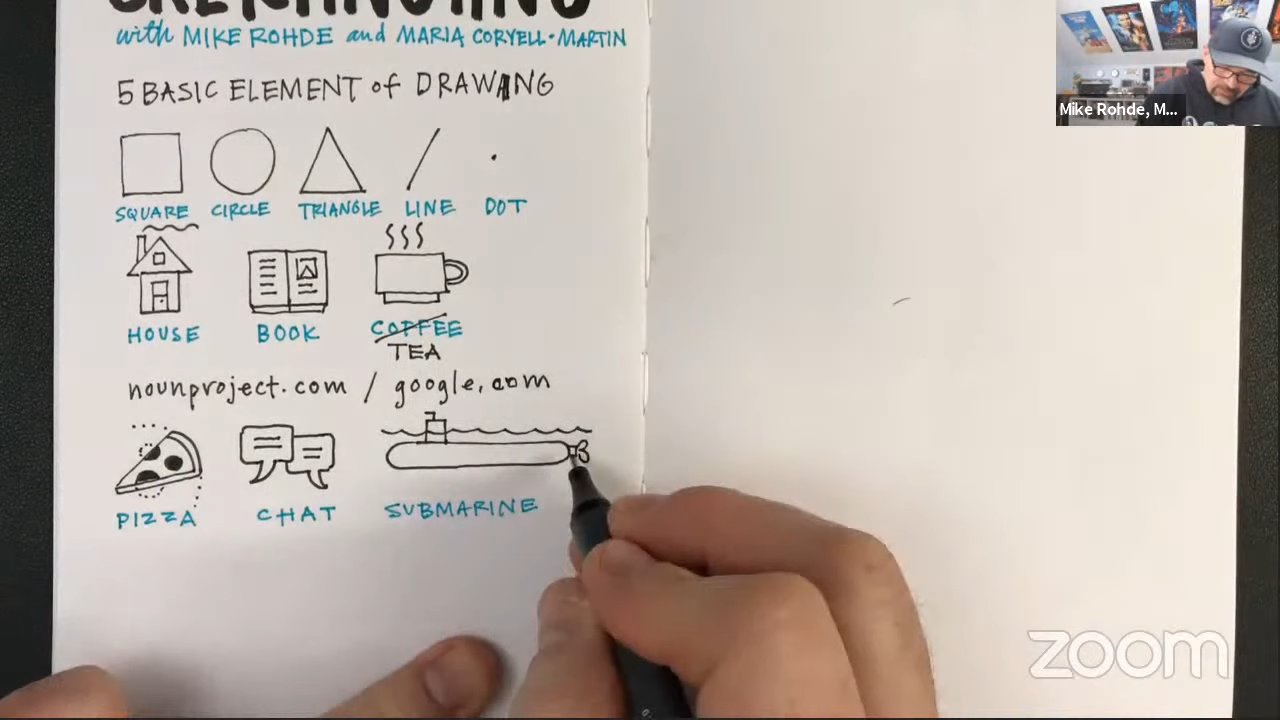 SKETCHNOTING
with MIKE ROHDE and MARIA CORYELL-MARTIN
5 BASIC ELEMENT of DRAWING
SQUARE CIRCLE TRIANGLE LINE DOT
HOUSE BOOK COFFEE
TEA
nounproject.com / google.com
PIZZA CHAT SUBMARINE
Mike Rohde, M...
zoom